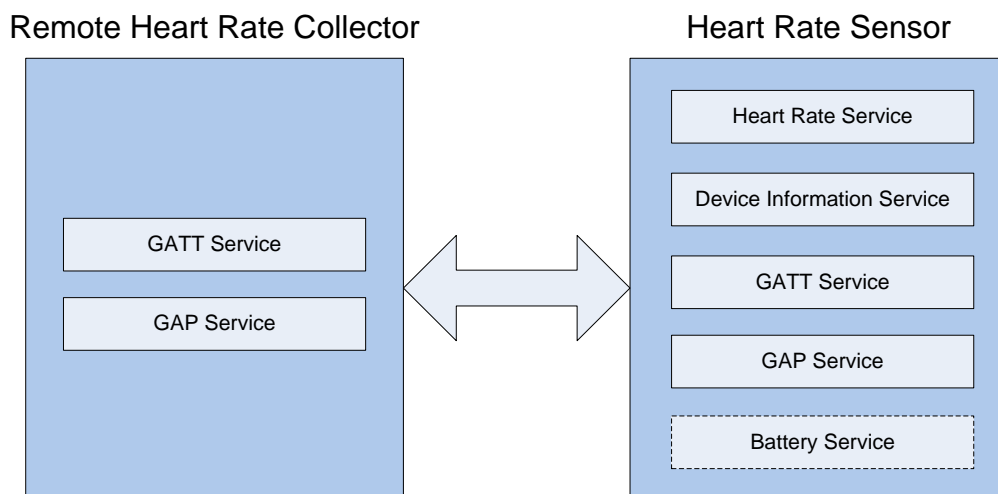 Remote Heart Rate Collector
GATT Service
GAP Service
Heart Rate Sensor
Heart Rate Service
Device Information Service
GATT Service
GAP Service
Battery Service